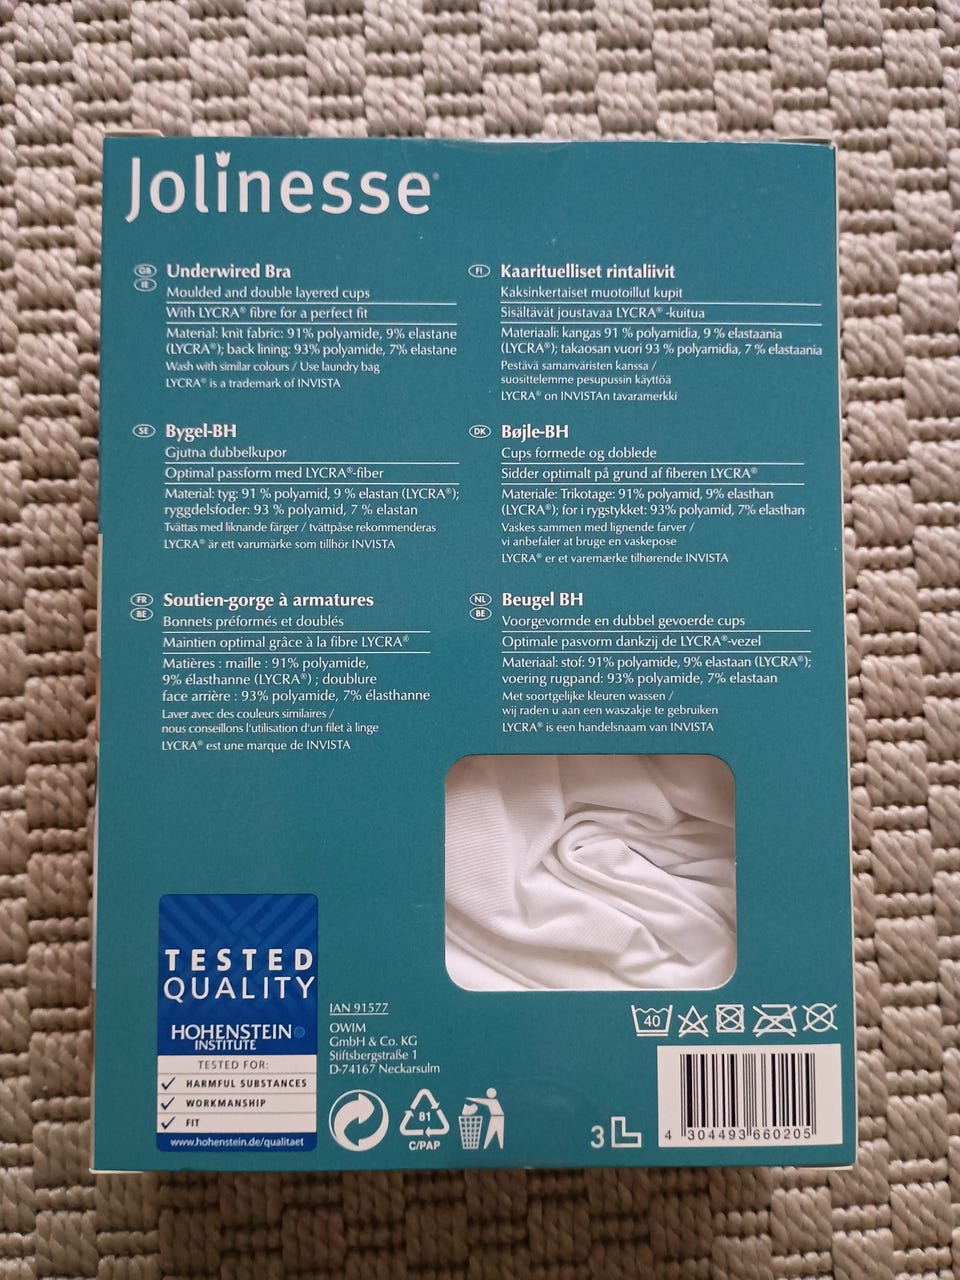 Jolinesse®
GB
IE
Underwired Bra
Moulded and double layered cups
With LYCRA® fibre for a perfect fit
Material: knit fabric: 91% polyamide, 9% elastane
(LYCRA®); back lining: 93% polyamide, 7% elastane
Wash with similar colours / Use laundry bag
LYCRA® is a trademark of INVISTA
FI
Kaarituelliset rintaliivit
Kaksinkertaiset muotoillut kupit
Sisältävät joustavaa LYCRA® -kuitua
Materiaali: kangas 91 % polyamidia, 9 % elastaania
(LYCRA®); takaosan vuori 93 % polyamidia, 7 % elastaania
Pestävä samanväristen kanssa /
suosittelemme pesupussin käyttöä
LYCRA® on INVISTAn tavaramerkki
SE
Bygel-BH
Gjutna dubbelkupor
Optimal passform med LYCRA®-fiber
Material: tyg: 91 % polyamid, 9 % elastan (LYCRA®);
ryggdelsfoder: 93 % polyamid, 7 % elastan
Tvättas med liknande färger / tvättpåse rekommenderas
LYCRA® är ett varumärke som tillhör INVISTA
DK
Bøjle-BH
Cups formede og doblede
Sidder optimalt på grund af fiberen LYCRA®
Materiale: Trikotage: 91% polyamid, 9% elasthan
(LYCRA®); for i rygstykket: 93% polyamid, 7% elasthan
Vaskes sammen med lignende farver /
vi anbefaler at bruge en vaskepose
LYCRA® er et varemærke tilhørende INVISTA
FR
BE
Soutien-gorge à armatures
Bonnets préformés et doublés
Maintien optimal grâce à la fibre LYCRA®
Matières : maille : 91% polyamide,
9% élasthanne (LYCRA®) ; doublure
face arrière : 93% polyamide, 7% élasthanne
Laver avec des couleurs similaires /
nous conseillons l'utilisation d'un filet à linge
LYCRA® est une marque de INVISTA
NL
BE
Beugel BH
Voorgevormde en dubbel gevoerde cups
Optimale pasvorm dankzij de LYCRA®-vezel
Materiaal: stof: 91% polyamide, 9% elastaan (LYCRA®);
voering rugpand: 93% polyamide, 7% elastaan
Met soortgelijke kleuren wassen /
wij raden u aan een waszakje te gebruiken
LYCRA® is een handelsnaam van INVISTA
TESTED
QUALITY
HOHENSTEIN
INSTITUTE
TESTED FOR:
HARMFUL SUBSTANCES
WORKMANSHIP
FIT
www.hohenstein.de/qualitaet
IAN 91577
OWIM
GmbH & Co. KG
Stiftsbergstraße 1
D-74167 Neckarsulm
81
C/PAP
40
3 L
4 304493 660205